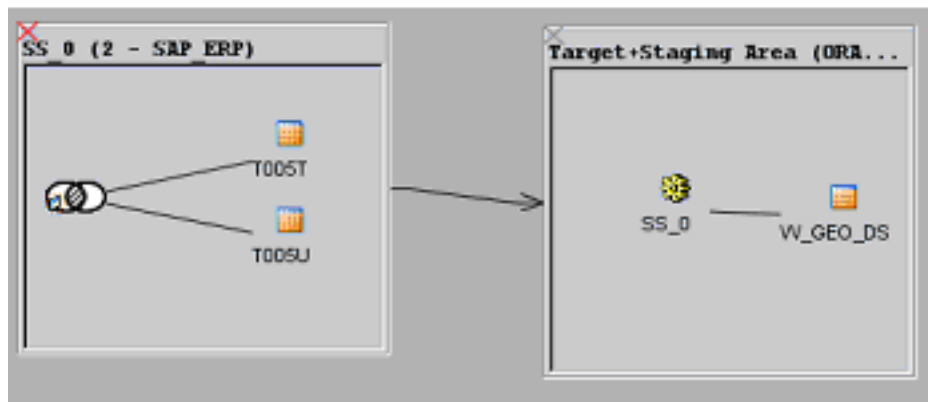 SS_0 (2 - SAP_ERP)
T005T
T005U
Target+Staging Area (ORA...
SS_0
W_GEO_DS